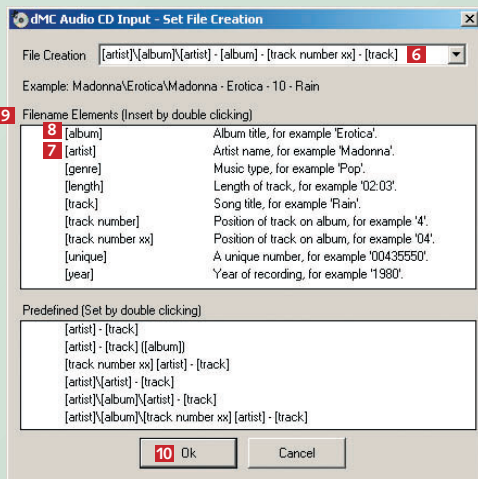 dMC Audio CD Input - Set File Creation
File Creation [artist]\[album]\[artist] - [album] - [track number xx] - [track] 6
Example: Madonna\Erotica\Madonna - Erotica - 10 - Rain
9 Filename Elements (Insert by double clicking)
8 [album] Album title, for example 'Erotica'.
7 [artist] Artist name, for example 'Madonna'.
[genre] Music type, for example 'Pop'.
[length] Length of track, for example '02:03'.
[track] Song title, for example 'Rain'.
[track number] Position of track on album, for example '4'.
[track number xx] Position of track on album, for example '04'.
[unique] A unique number, for example '00435550'.
[year] Year of recording, for example '1980'.
Predefined (Set by double clicking)
[artist] - [track]
[artist] - [track] ([album])
[track number xx] [artist] - [track]
[artist]\[artist] - [track]
[artist]\[album]\[artist] - [track]
[artist]\[album]\[track number xx] [artist] - [track]
10 Ok Cancel